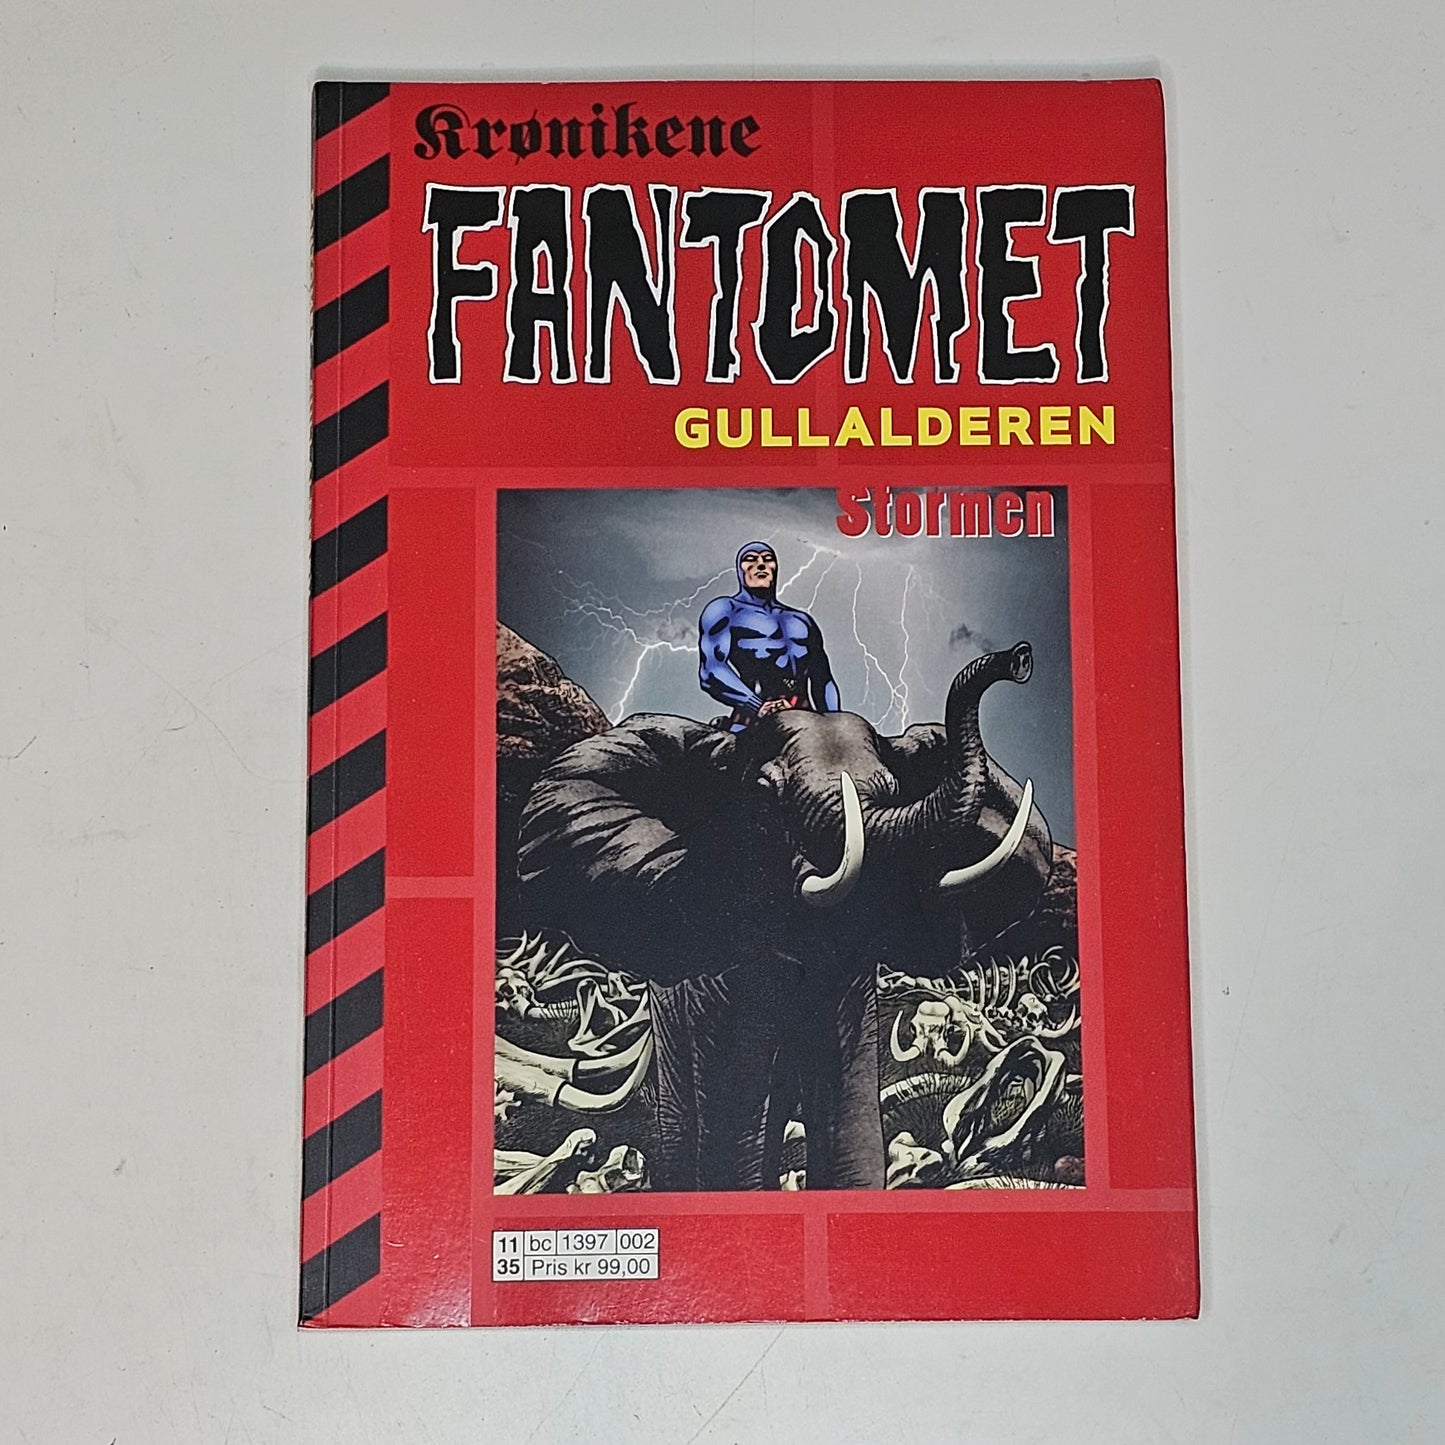 Krønikene
FANTOMET
GULLALDEREN
Stormen
11 bc 1397 002
35 Pris kr 99,00